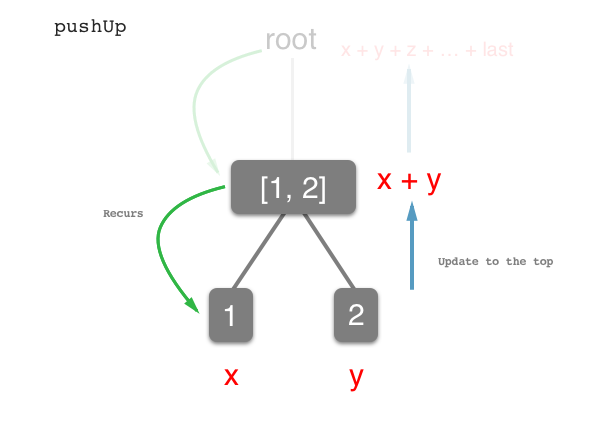 pushUp
root
x + y + z + ... + last
[1, 2]
x + y
Recurs
Update to the top
1
2
x
y